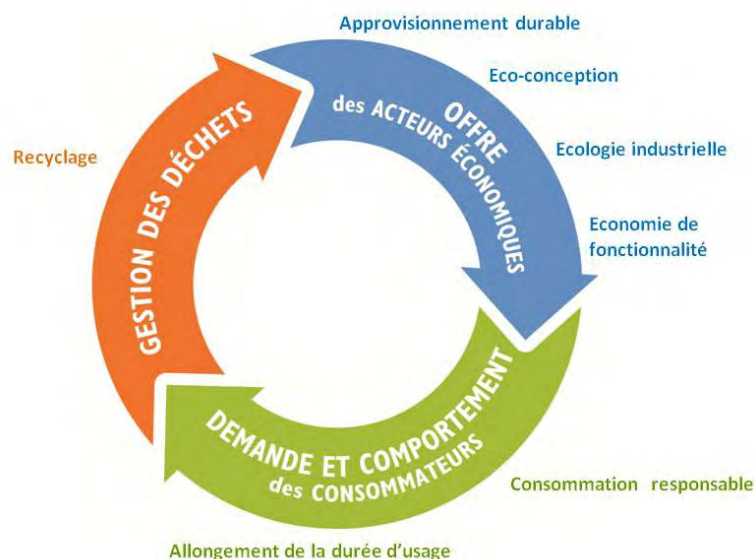 Approvisionnement durable
Eco-conception
OFFRE
des ACTEURS ÉCONOMIQUES
Ecologie industrielle
Economie de
fonctionnalité
Recyclage
GESTION DES DÉCHETS
DEMANDE ET COMPORTEMENT
des CONSOMMATEURS
Consommation responsable
Allongement de la durée d'usage